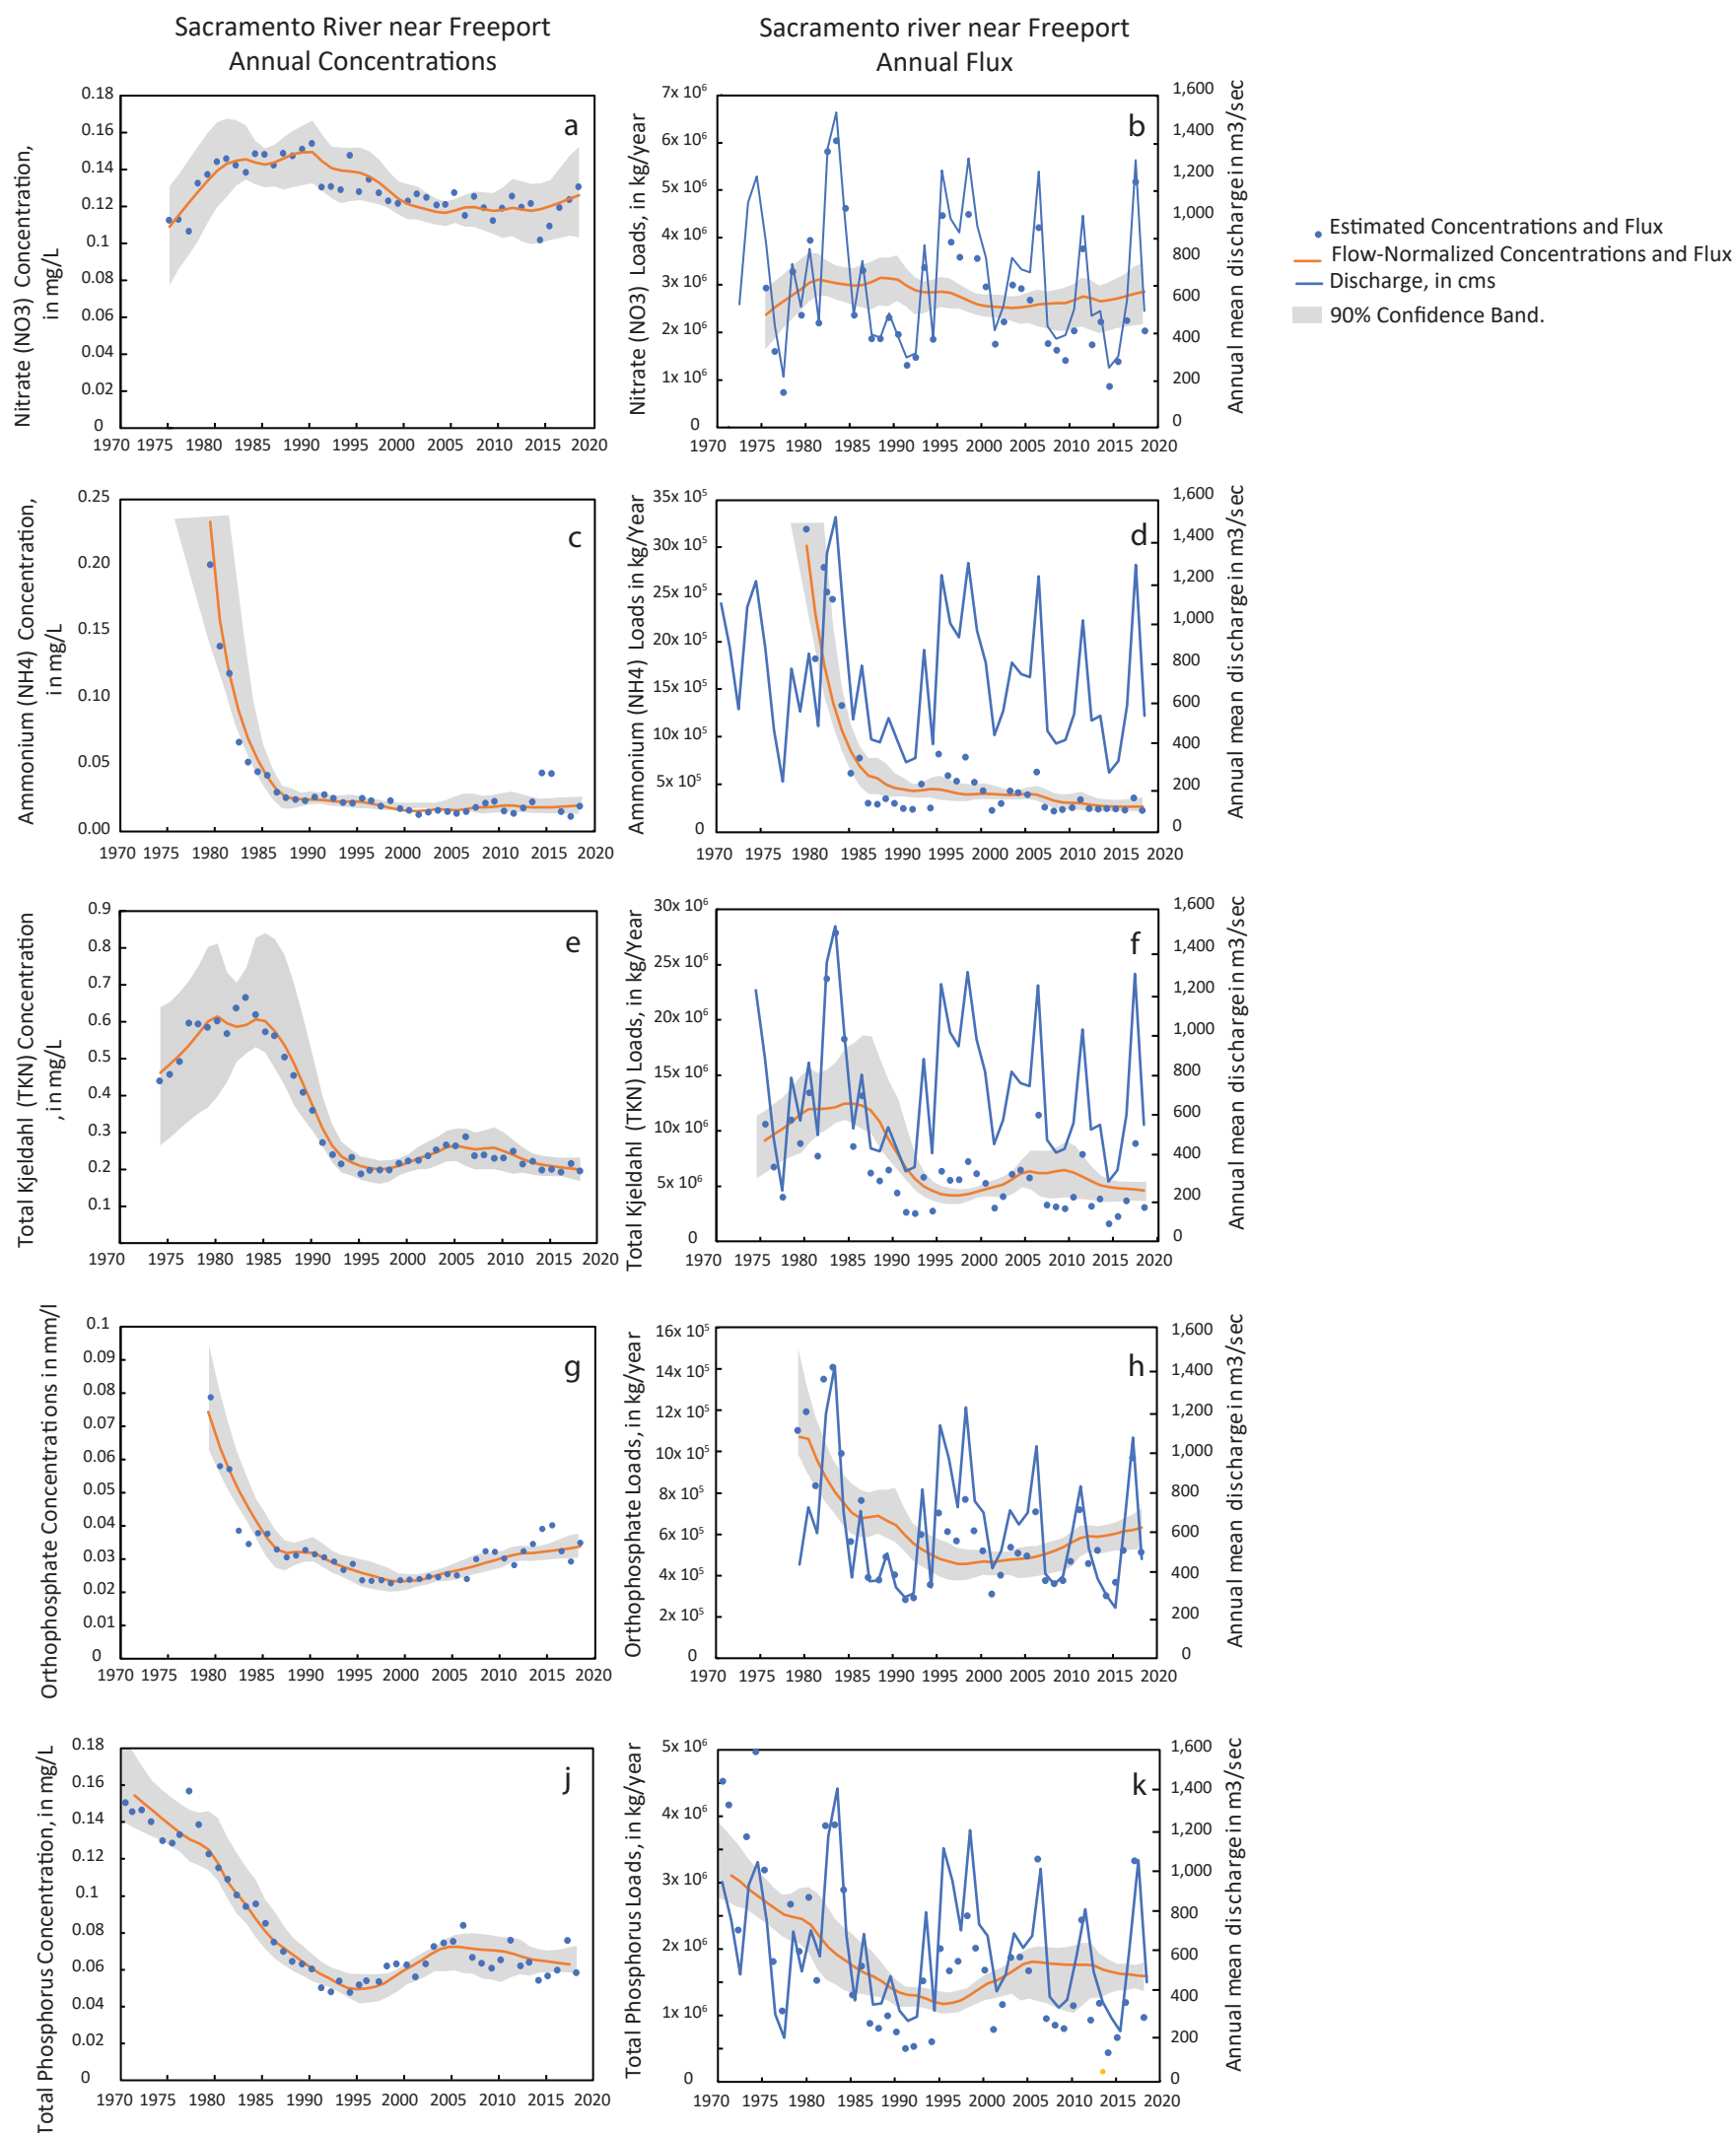 Sacramento River near Freeport
Annual Concentrations
Sacramento river near Freeport
Annual Flux
Nitrate (NO3) Concentration,
in mg/L
0.18
0.16
0.14
0.12
0.1
0.08
0.06
0.04
0.02
0
1970 1975 1980 1985 1990 1995 2000 2005 2010 2015 2020
a
Nitrate (NO3) Loads, in kg/year
7x 10⁶
6x 10⁶
5x 10⁶
4x 10⁶
3x 10⁶
2x 10⁶
1x 10⁶
0
1970 1975 1980 1985 1990 1995 2000 2005 2010 2015 2020
b
1,600
1,400
1,200
1,000
800
600
400
200
0
Annual mean discharge in m3/sec
Estimated Concentrations and Flux
Flow-Normalized Concentrations and Flux
Discharge, in cms
90% Confidence Band.
Ammonium (NH4) Concentration,
in mg/L
0.25
0.20
0.15
0.10
0.05
0.00
1970 1975 1980 1985 1990 1995 2000 2005 2010 2015 2020
c
Ammonium (NH4) Loads in kg/Year
35x 10⁵
30x 10⁵
25x 10⁵
20x 10⁵
15x 10⁵
10x 10⁵
5x 10⁵
0
1970 1975 1980 1985 1990 1995 2000 2005 2010 2015 2020
d
1,600
1,400
1,200
1,000
800
600
400
200
0
Annual mean discharge in m3/sec
Total Kjeldahl (TKN) Concentration
, in mg/L
0.9
0.8
0.7
0.6
0.5
0.4
0.3
0.2
0.1
1970 1975 1980 1985 1990 1995 2000 2005 2010 2015 2020
e
Total Kjeldahl (TKN) Loads, in kg/Year
30x 10⁶
25x 10⁶
20x 10⁶
15x 10⁶
10x 10⁶
5x 10⁶
0
1970 1975 1980 1985 1990 1995 2000 2005 2010 2015 2020
f
1,600
1,400
1,200
1,000
800
600
400
200
0
Annual mean discharge in m3/sec
Orthophosphate Concentrations in mm/l
0.1
0.09
0.08
0.07
0.06
0.05
0.04
0.03
0.02
0.01
0
1970 1975 1980 1985 1990 1995 2000 2005 2010 2015 2020
g
Orthophosphate Loads, in kg/year
16x 10⁵
14x 10⁵
12x 10⁵
10x 10⁵
8x 10⁵
6x 10⁵
4x 10⁵
2x 10⁵
0
1970 1975 1980 1985 1990 1995 2000 2005 2010 2015 2020
h
1,600
1,400
1,200
1,000
800
600
400
200
0
Annual mean discharge in m3/sec
Total Phosphorus Concentration, in mg/L
0.18
0.16
0.14
0.12
0.1
0.08
0.06
0.04
0.02
0
1970 1975 1980 1985 1990 1995 2000 2005 2010 2015 2020
j
Total Phosphorus Loads, in kg/year
5x 10⁶
4x 10⁶
3x 10⁶
2x 10⁶
1x 10⁶
0
1970 1975 1980 1985 1990 1995 2000 2005 2010 2015 2020
k
1,600
1,400
1,200
1,000
800
600
400
200
0
Annual mean discharge in m3/sec